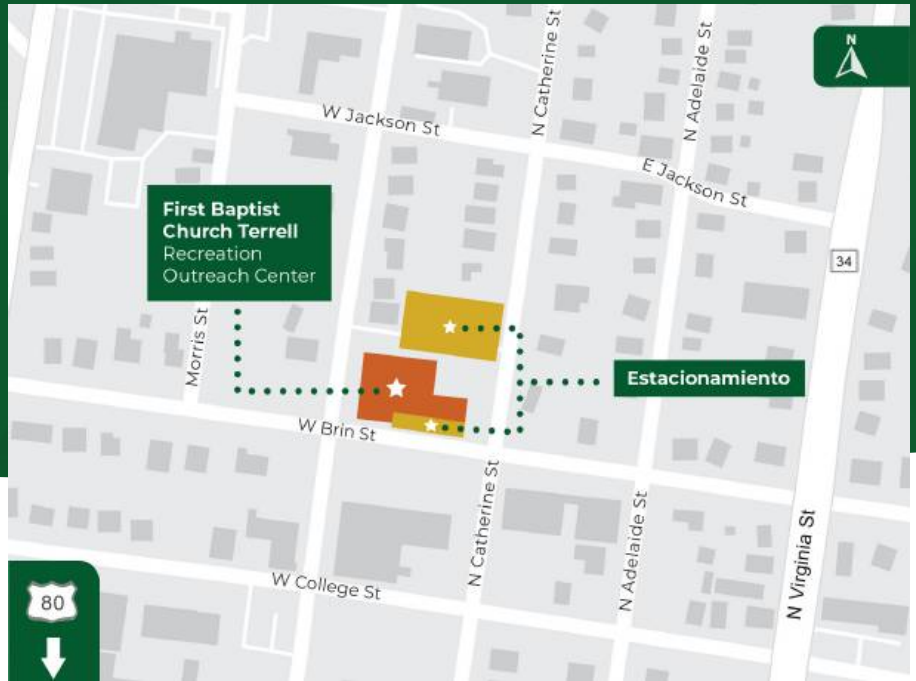 N
N Catherine St
N Adelaide St
W Jackson St
E Jackson St
First Baptist
Church Terrell
Recreation
Outreach Center
34
Morris St
Estacionamiento
W Brin St
N Catherine St
N Adelaide St
N Virginia St
W College St
80